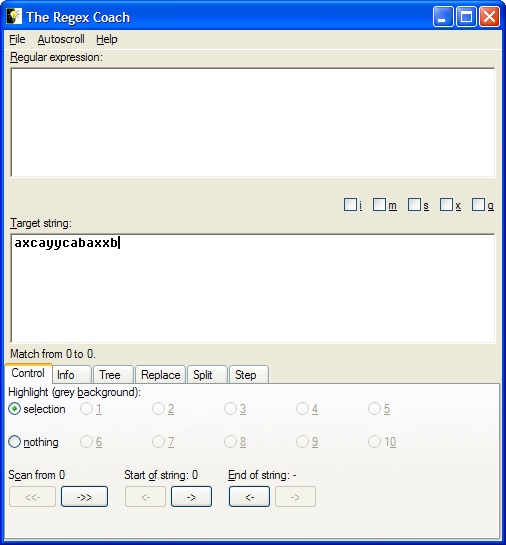 The Regex Coach
File Autoscroll Help
Regular expression:
i m s x g
Target string:
axcayycabaxxb
Match from 0 to 0.
Control Info Tree Replace Split Step
Highlight (grey background):
selection 1 2 3 4 5
nothing 6 7 8 9 10
Scan from 0 Start of string: 0 End of string: -
<<- ->> <- -> <- ->